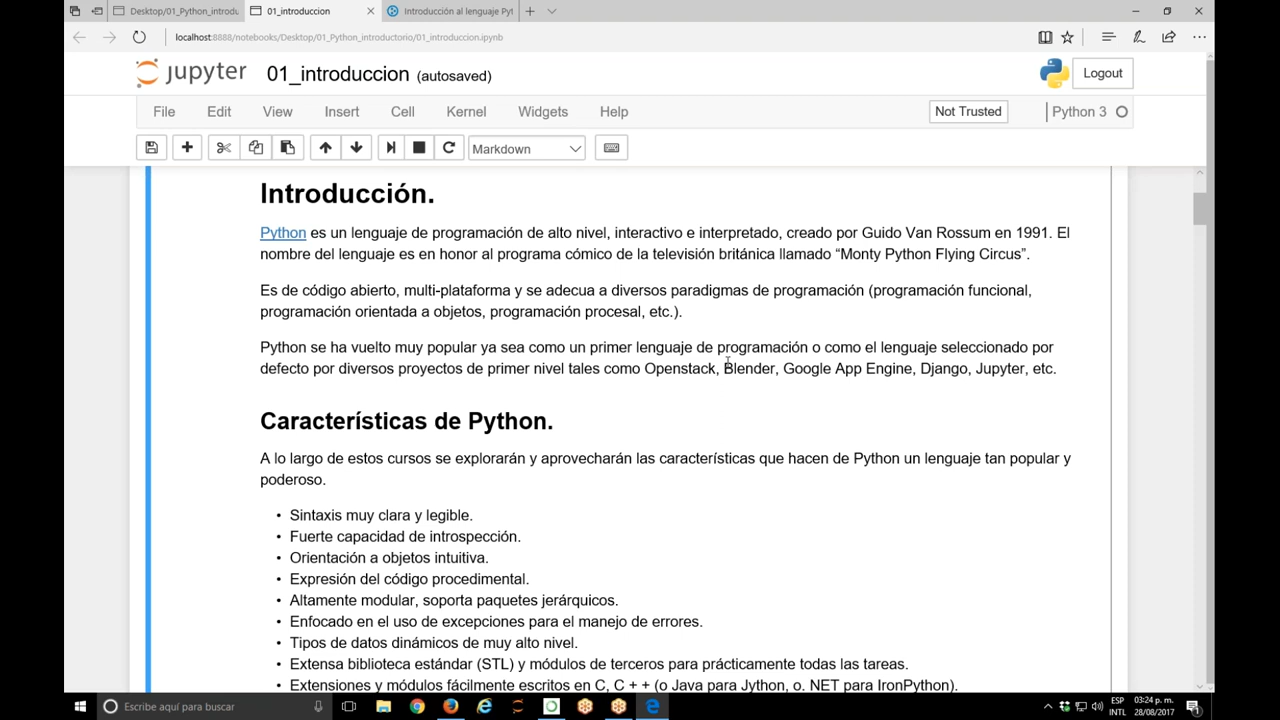 Desktop/01_Python_introdu
01_introduccion
Introducción al lenguaje Pyt
localhost:8888/notebooks/Desktop/01_Python_introductorio/01_introduccion.ipynb
jupyter
01_introduccion (autosaved)
Logout
File Edit View Insert Cell Kernel Widgets Help
Not Trusted
Python 3
Markdown
Introducción.
Python es un lenguaje de programación de alto nivel, interactivo e interpretado, creado por Guido Van Rossum en 1991. El
nombre del lenguaje es en honor al programa cómico de la televisión británica llamado “Monty Python Flying Circus”.
Es de código abierto, multi-plataforma y se adecua a diversos paradigmas de programación (programación funcional,
programación orientada a objetos, programación procesal, etc.).
Python se ha vuelto muy popular ya sea como un primer lenguaje de programación o como el lenguaje seleccionado por
defecto por diversos proyectos de primer nivel tales como Openstack, Blender, Google App Engine, Django, Jupyter, etc.
Características de Python.
A lo largo de estos cursos se explorarán y aprovecharán las características que hacen de Python un lenguaje tan popular y
poderoso.
• Sintaxis muy clara y legible.
• Fuerte capacidad de introspección.
• Orientación a objetos intuitiva.
• Expresión del código procedimental.
• Altamente modular, soporta paquetes jerárquicos.
• Enfocado en el uso de excepciones para el manejo de errores.
• Tipos de datos dinámicos de muy alto nivel.
• Extensa biblioteca estándar (STL) y módulos de terceros para prácticamente todas las tareas.
• Extensiones y módulos fácilmente escritos en C, C + + (o Java para Jython, o. NET para IronPython).
Escribe aquí para buscar
ESP
INTL
03:24 p. m.
28/08/2017